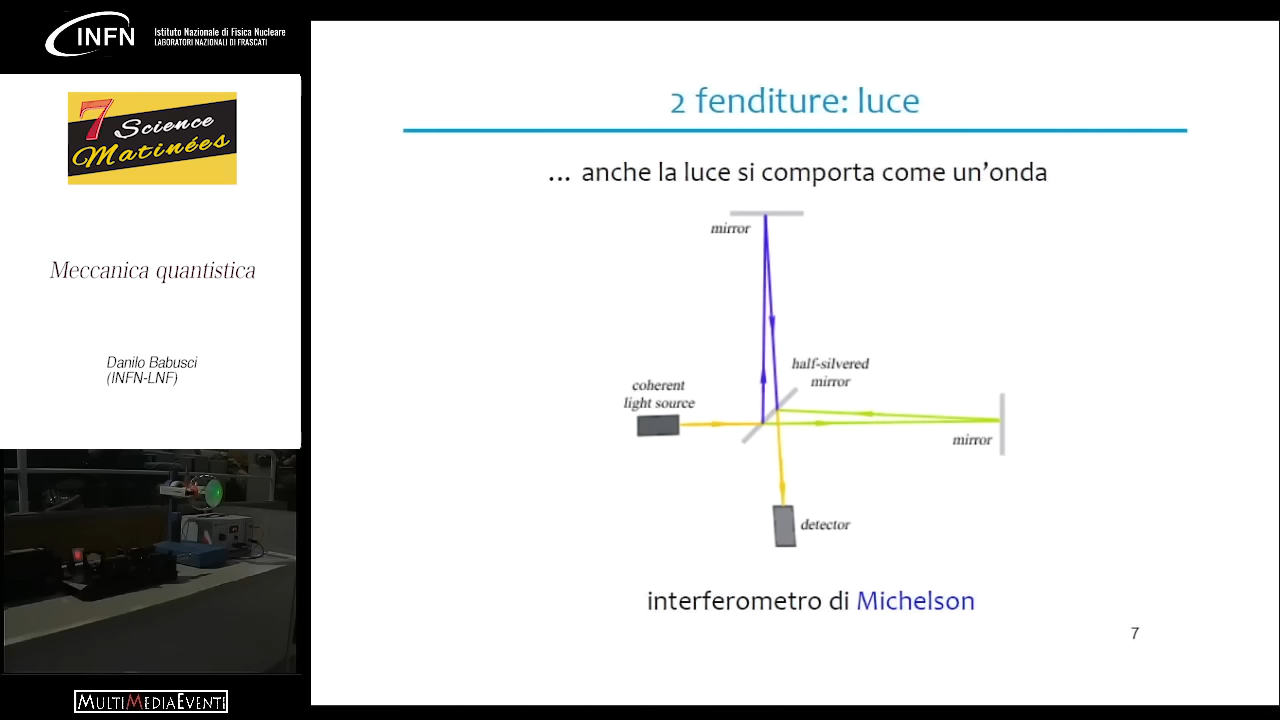 INFN
Istituto Nazionale di Fisica Nucleare
LABORATORI NAZIONALI DI FRASCATI
7 Science
Matinées
Meccanica quantistica
Danilo Babusci
(INFN-LNF)
MULTIMEDIAEVENTI
2 fenditure: luce
... anche la luce si comporta come un'onda
mirror
half-silvered
mirror
coherent
light source
mirror
detector
interferometro di Michelson
7